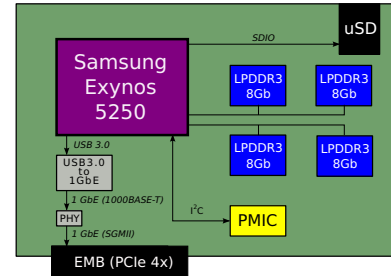 uSD
SDIO
Samsung
Exynos
5250
LPDDR3
8Gb
LPDDR3
8Gb
LPDDR3
8Gb
LPDDR3
8Gb
USB 3.0
USB3.0
to
1GbE
1 GbE (1000BASE-T)
PHY
1 GbE (SGMII)
I²C
PMIC
EMB (PCIe 4x)